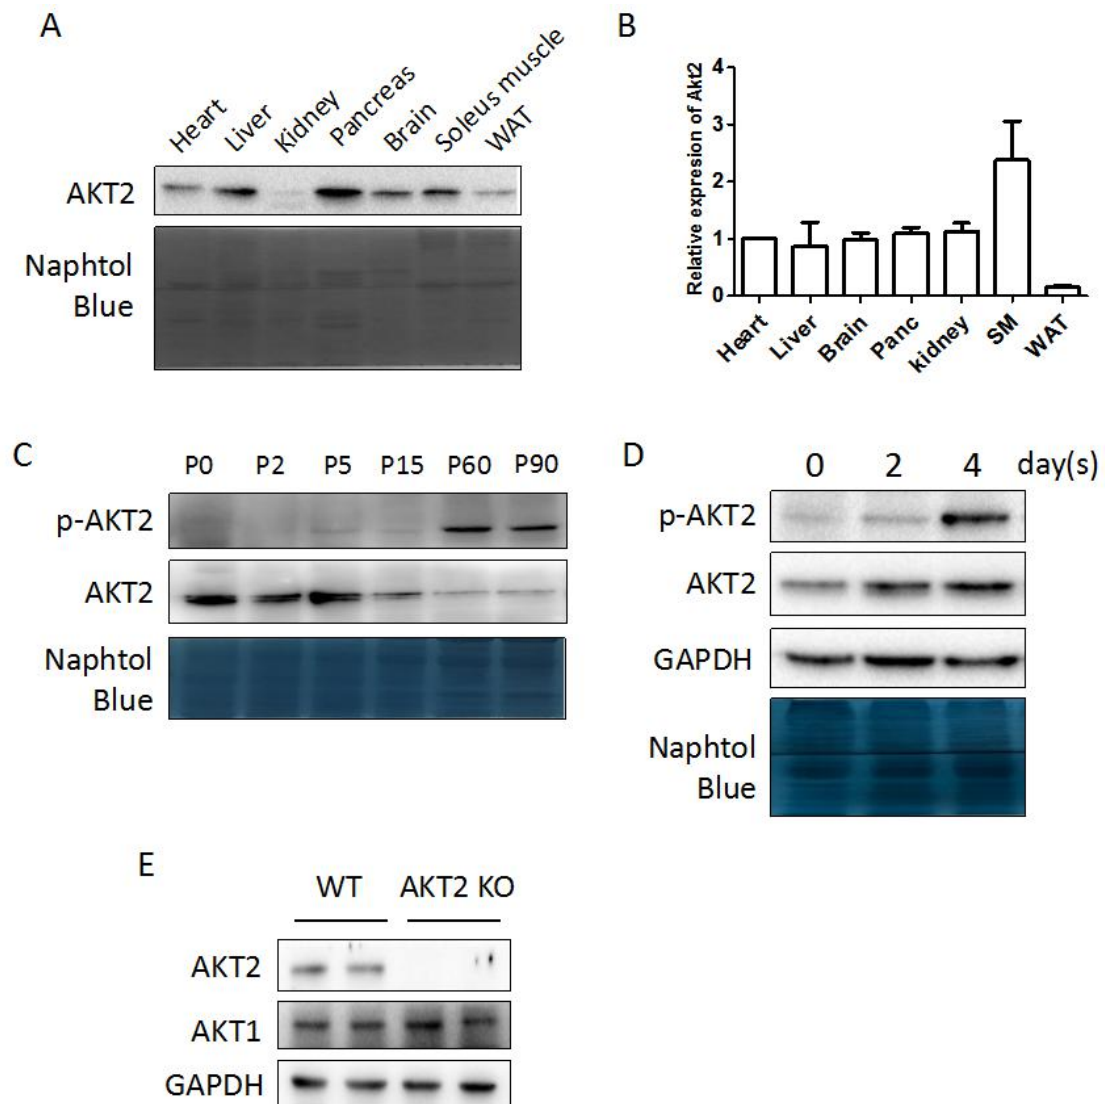 A
Heart
Liver
Kidney
Pancreas
Brain
Soleus muscle
WAT
AKT2
Naphtol
Blue
B
Relative expresion of Akt2
4
3
2
1
0
Heart
Liver
Brain
Panc
kidney
SM
WAT
C
P0 P2 P5 P15 P60 P90
p-AKT2
AKT2
Naphtol
Blue
D
0 2 4 day(s)
p-AKT2
AKT2
GAPDH
Naphtol
Blue
E
WT AKT2 KO
AKT2
AKT1
GAPDH